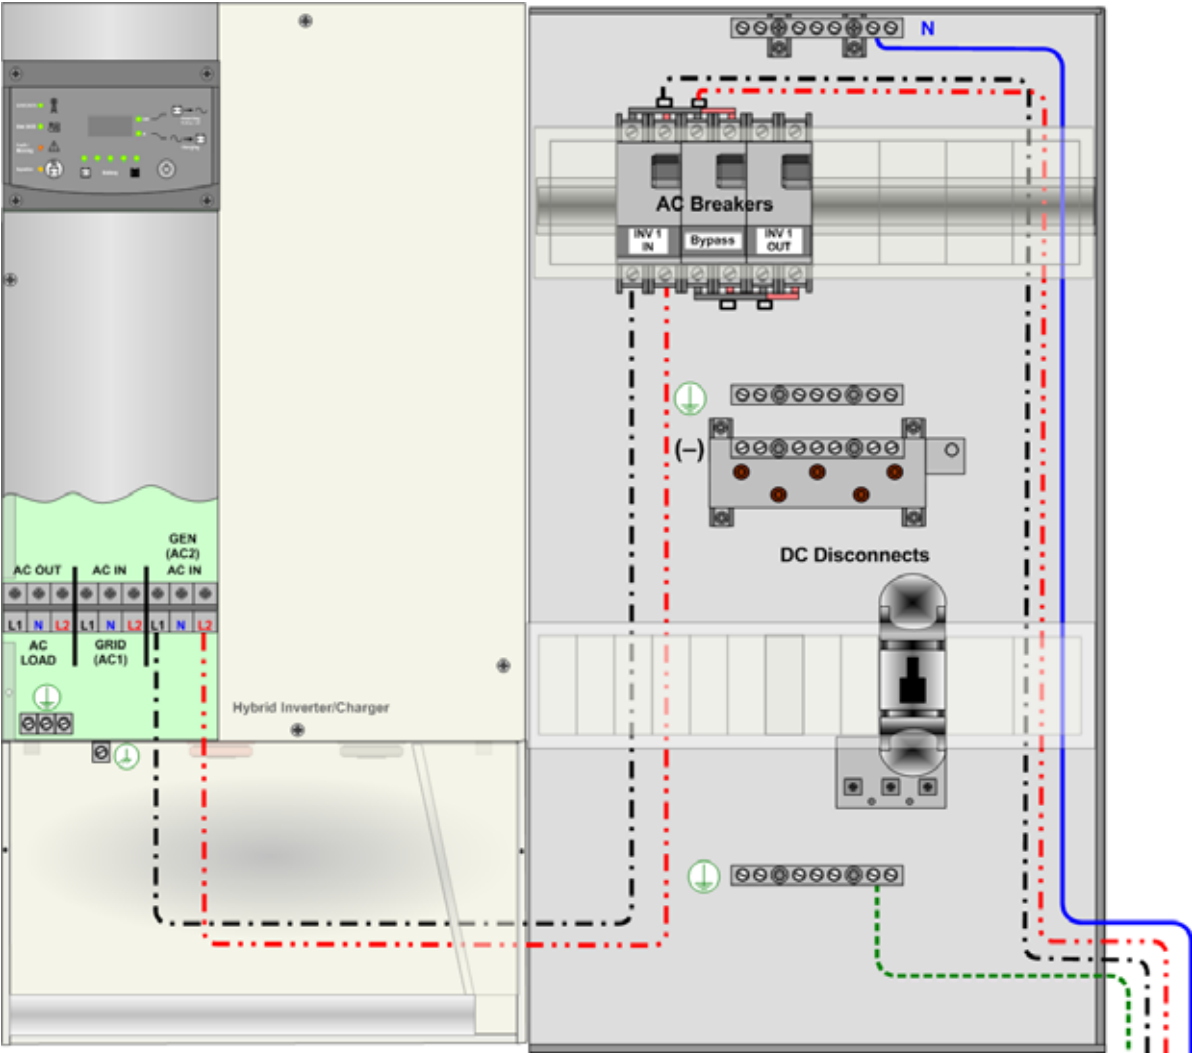 N
AC Breakers
INV 1
IN
Bypass
INV 1
OUT
(–)
DC Disconnects
GEN
(AC2)
AC OUT
AC IN
AC IN
L1 N L2 L1 N L2 L1 N L2
AC
LOAD
GRID
(AC1)
Hybrid Inverter/Charger